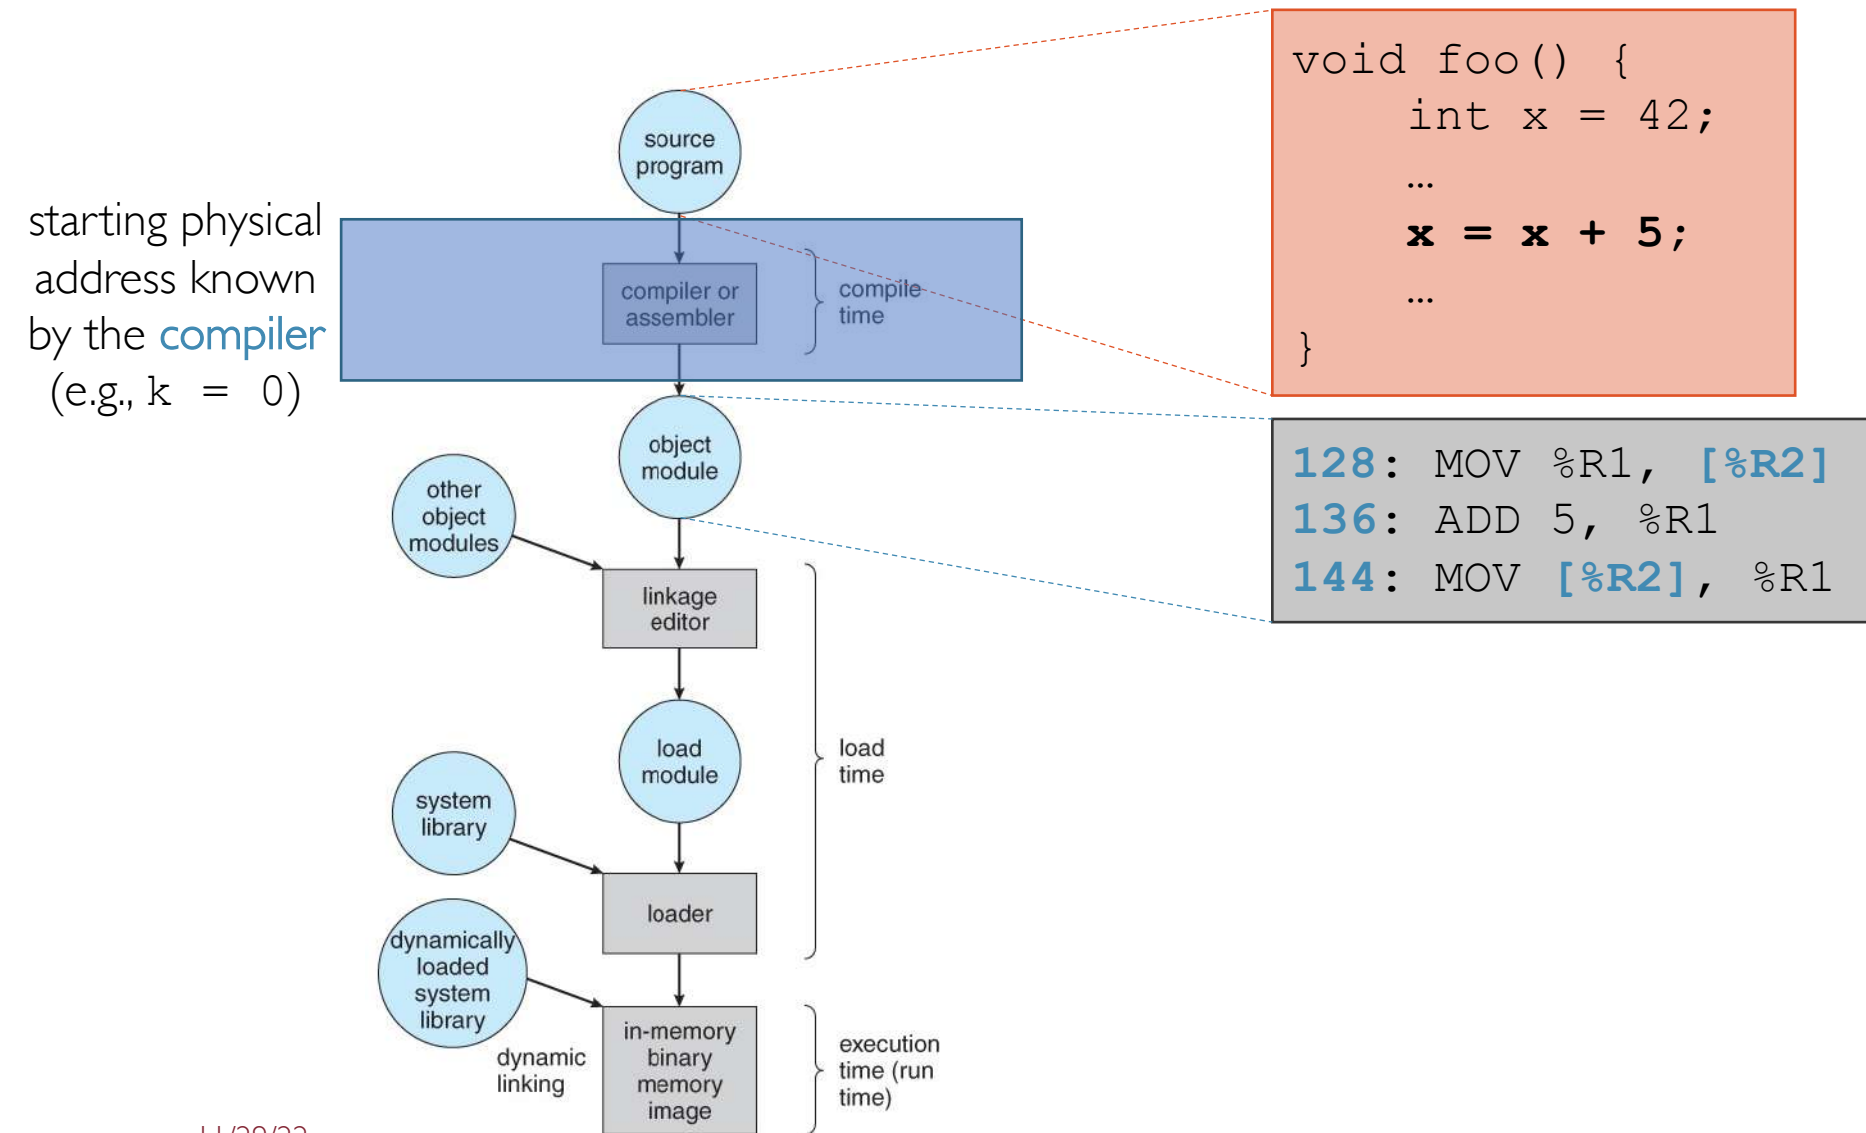 starting physical
address known
by the compiler
(e.g., k = 0)
source
program
compiler or
assembler
compile
time
object
module
other
object
modules
linkage
editor
load
module
load
time
system
library
loader
dynamically
loaded
system
library
dynamic
linking
in-memory
binary
memory
image
execution
time (run
time)
void foo() {
int x = 42;
…
x = x + 5;
…
}
128: MOV %R1, [%R2]
136: ADD 5, %R1
144: MOV [%R2], %R1